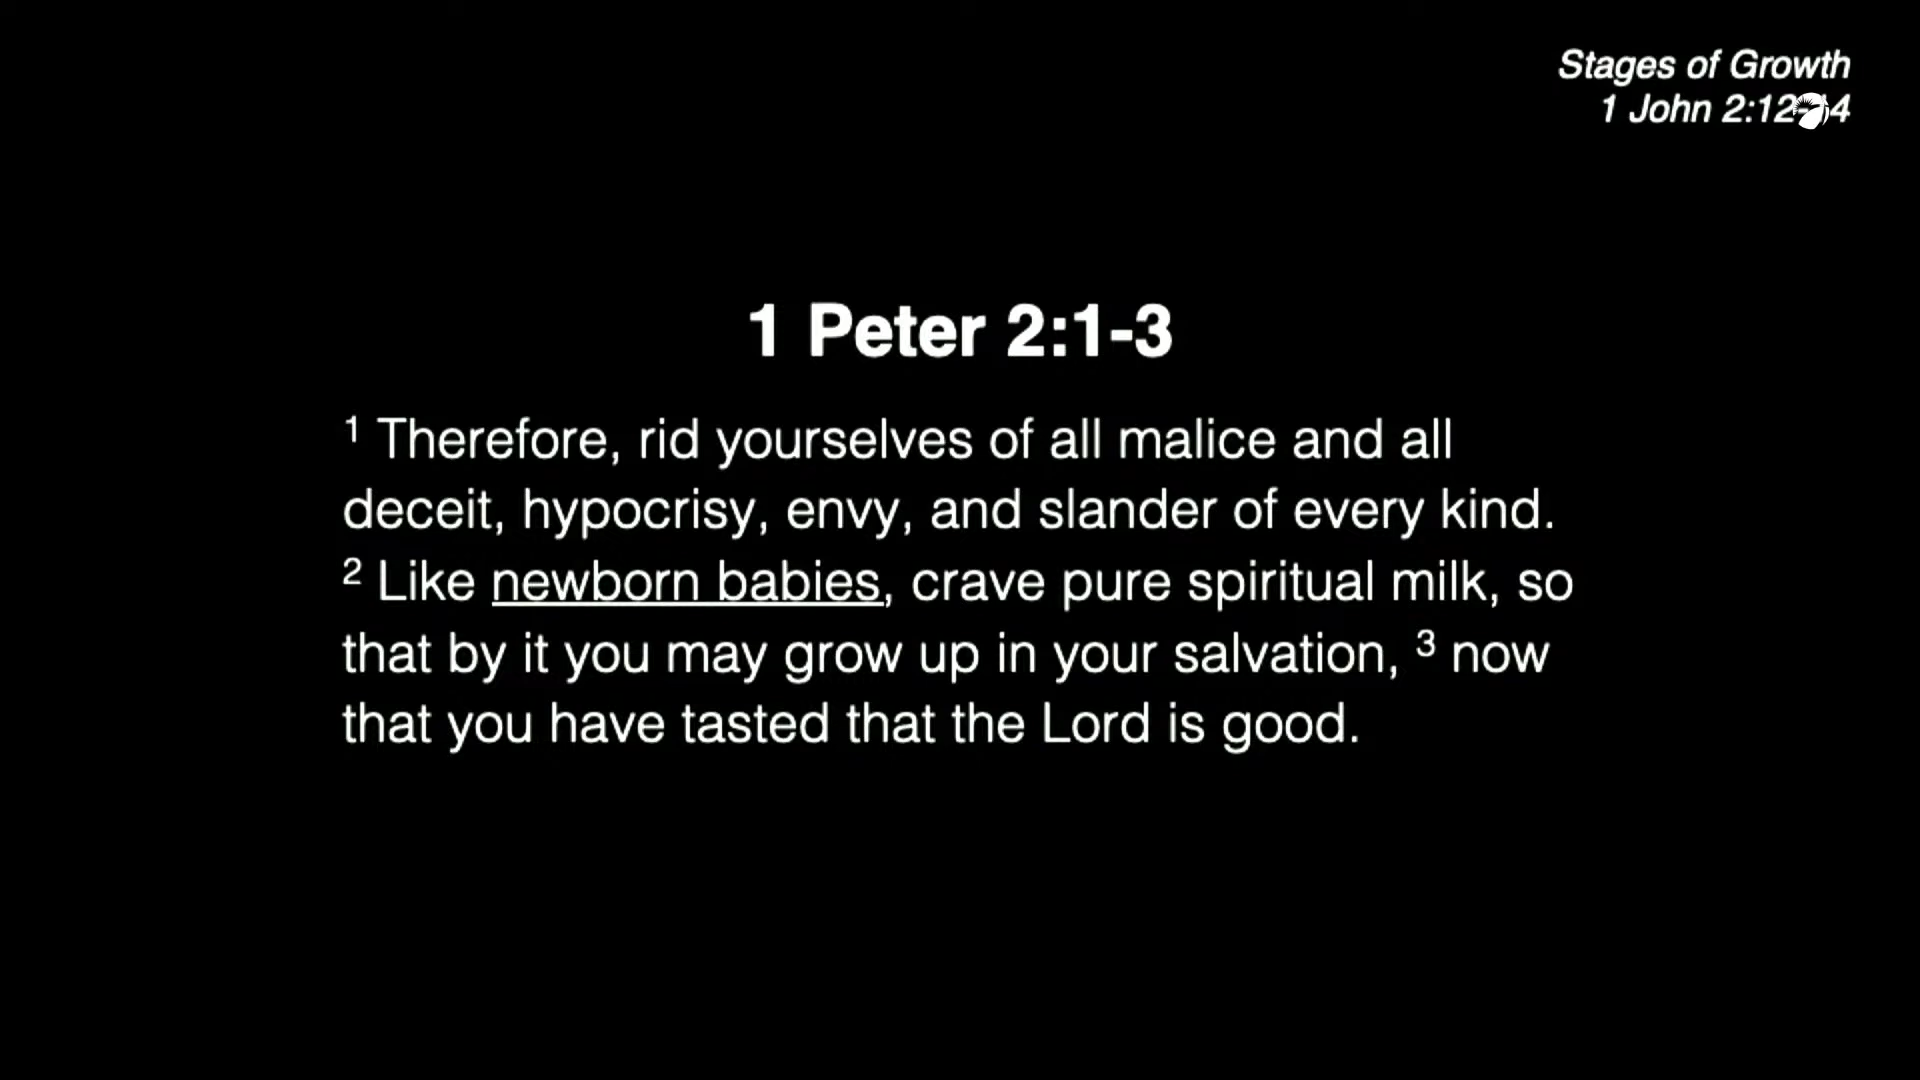 Stages of Growth
1 John 2:12-14
1 Peter 2:1-3
1 Therefore, rid yourselves of all malice and all
deceit, hypocrisy, envy, and slander of every kind.
2 Like newborn babies, crave pure spiritual milk, so
that by it you may grow up in your salvation, 3 now
that you have tasted that the Lord is good.